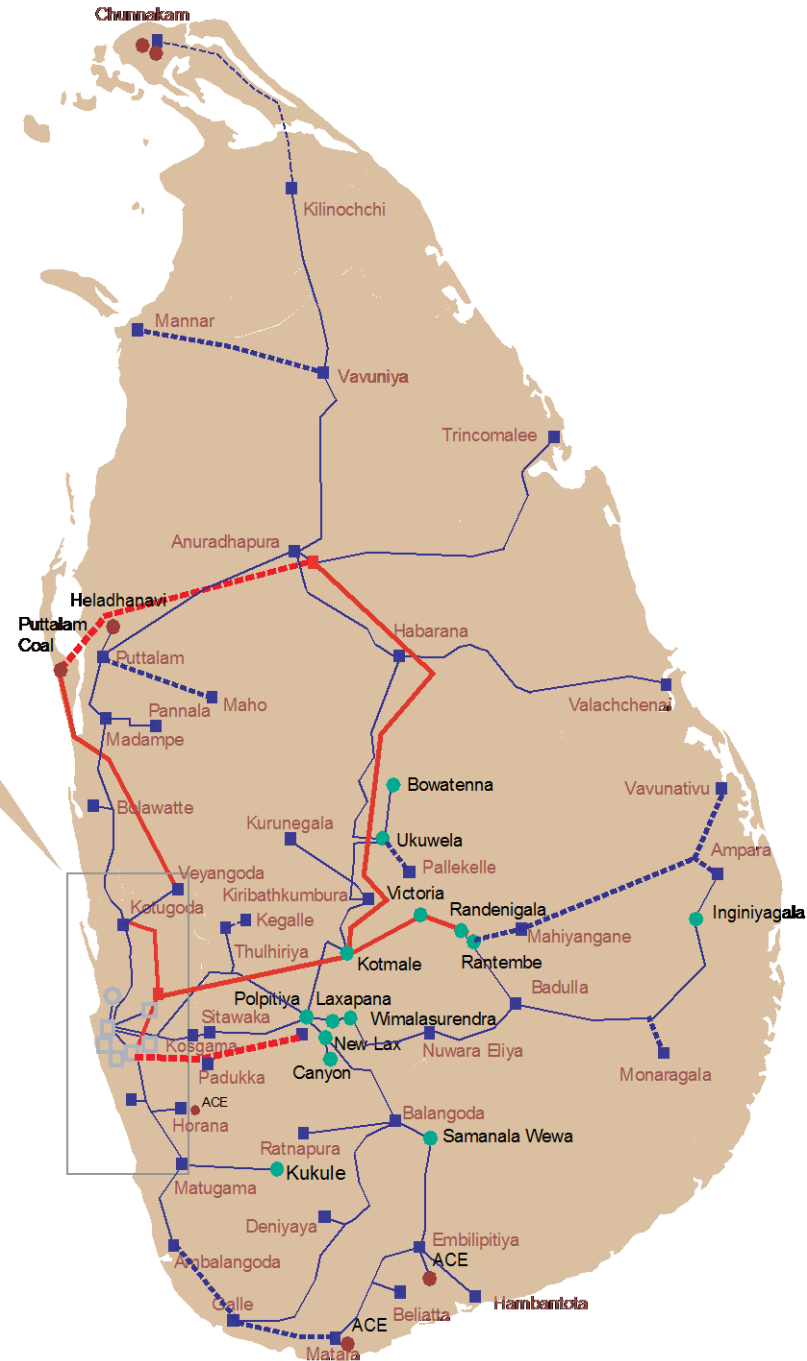 Chunnakam
Kilinochchi
Mannar
Vavuniya
Trincomalee
Anuradhapura
Heladhanavi
Puttalam
Coal
Puttalam
Habarana
Maho
Valachchenai
Pannala
Madampe
Bowatenna
Vavunativu
Bolawatte
Kurunegala
Ukuwela
Pallekelle
Ampara
Veyangoda
Kiribathkumbura
Victoria
Kotugoda
Kegalle
Randenigala
Inginiyagala
Mahiyangane
Thulhiriya
Kotmale
Rantembe
Badulla
Polpitiya
Laxapana
Sitawaka
Wimalasurendra
Kosgama
New Lax
Nuwara Eliya
Padukka
Canyon
Monaragala
ACE
Horana
Balangoda
Ratnapura
Samanala Wewa
Matugama
Kukule
Deniyaya
Embilipitiya
Ambalangoda
ACE
Galle
Beliatta
Hambantota
ACE
Matara